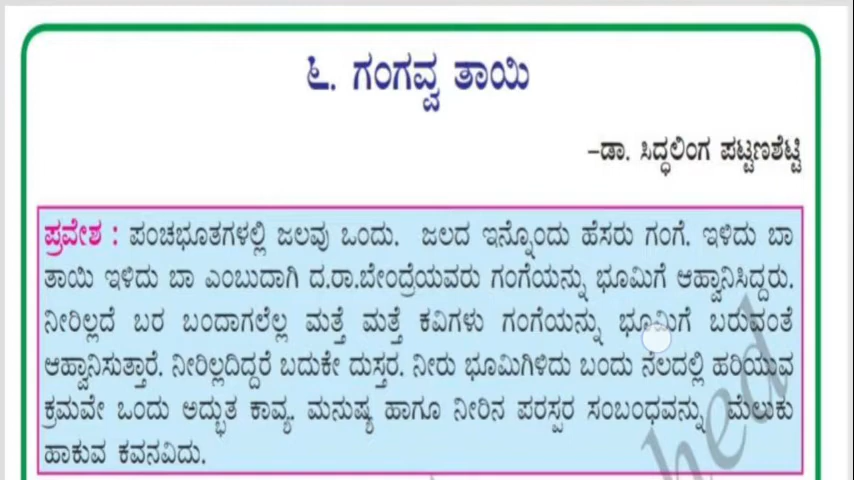 ೬. ಗಂಗವ್ವ ತಾಯಿ
–ಡಾ. ಸಿದ್ಧಲಿಂಗ ಪಟ್ಟಣಶೆಟ್ಟಿ
ಪ್ರವೇಶ : ಪಂಚಭೂತಗಳಲ್ಲಿ ಜಲವು ಒಂದು. ಜಲದ ಇನ್ನೊಂದು ಹೆಸರು ಗಂಗೆ. ಇಳಿದು ಬಾ
ತಾಯಿ ಇಳಿದು ಬಾ ಎಂಬುದಾಗಿ ದ.ರಾ.ಬೇಂದ್ರೆಯವರು ಗಂಗೆಯನ್ನು ಭೂಮಿಗೆ ಆಹ್ವಾನಿಸಿದ್ದರು.
ನೀರಿಲ್ಲದೆ ಬರ ಬಂದಾಗಲೆಲ್ಲ ಮತ್ತೆ ಮತ್ತೆ ಕವಿಗಳು ಗಂಗೆಯನ್ನು ಭೂಮಿಗೆ ಬರುವಂತೆ
ಆಹ್ವಾನಿಸುತ್ತಾರೆ. ನೀರಿಲ್ಲದಿದ್ದರೆ ಬದುಕೇ ದುಸ್ತರ. ನೀರು ಭೂಮಿಗಿಳಿದು ಬಂದು ನೆಲದಲ್ಲಿ ಹರಿಯುವ
ಕ್ರಮವೇ ಒಂದು ಅದ್ಭುತ ಕಾವ್ಯ. ಮನುಷ್ಯ ಹಾಗೂ ನೀರಿನ ಪರಸ್ಪರ ಸಂಬಂಧವನ್ನು ಮೆಲುಕು
ಹಾಕುವ ಕವನವಿದು.